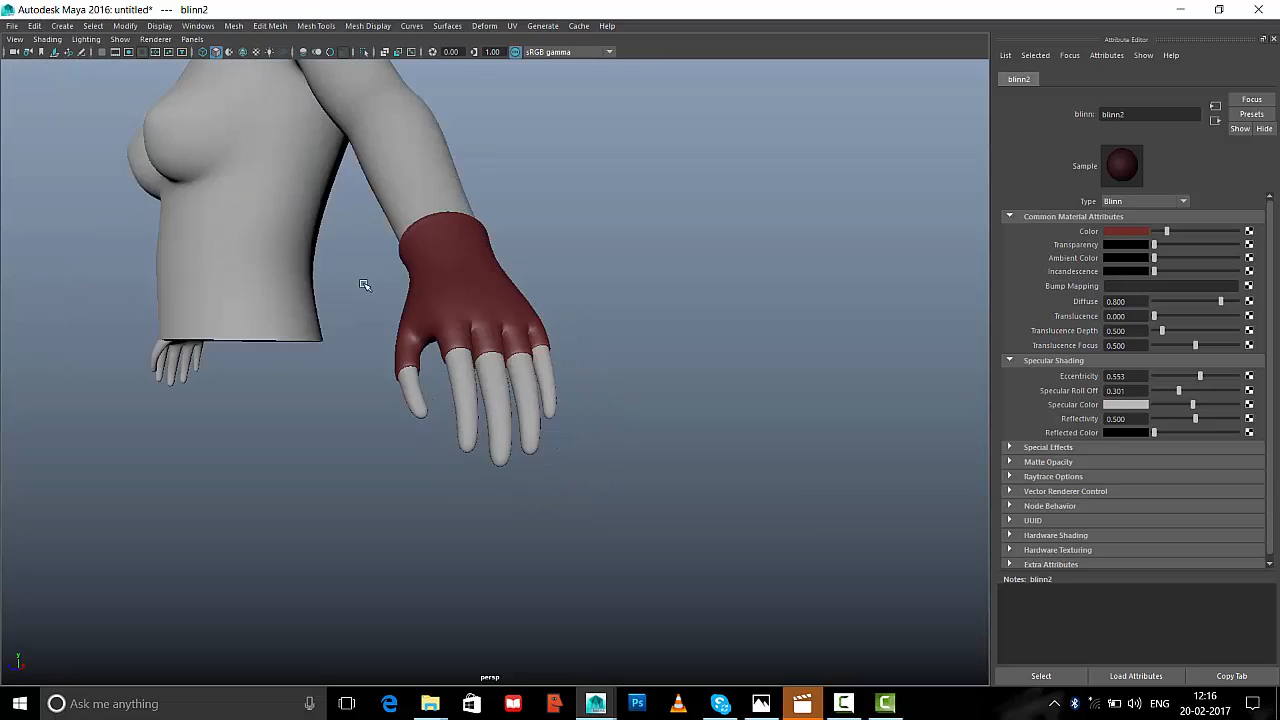 Autodesk Maya 2016: untitled* --- blinn2
File Edit Create Select Modify Display Windows Mesh Edit Mesh Mesh Tools Mesh Display Curves Surfaces Deform UV Generate Cache Help
View Shading Lighting Show Renderer Panels
0.00 1.00 sRGB gamma
persp
Attribute Editor
List Selected Focus Attributes Show Help
blinn2
Focus
blinn: blinn2
Presets
Show Hide
Sample
Type Blinn
Common Material Attributes
Color
Transparency
Ambient Color
Incandescence
Bump Mapping
Diffuse 0.800
Translucence 0.000
Translucence Depth 0.500
Translucence Focus 0.500
Specular Shading
Eccentricity 0.553
Specular Roll Off 0.301
Specular Color
Reflectivity 0.500
Reflected Color
Special Effects
Matte Opacity
Raytrace Options
Vector Renderer Control
Node Behavior
UUID
Hardware Shading
Hardware Texturing
Extra Attributes
Notes: blinn2
Select Load Attributes Copy Tab
Ask me anything
Ps
ENG
12:16
20-02-2017